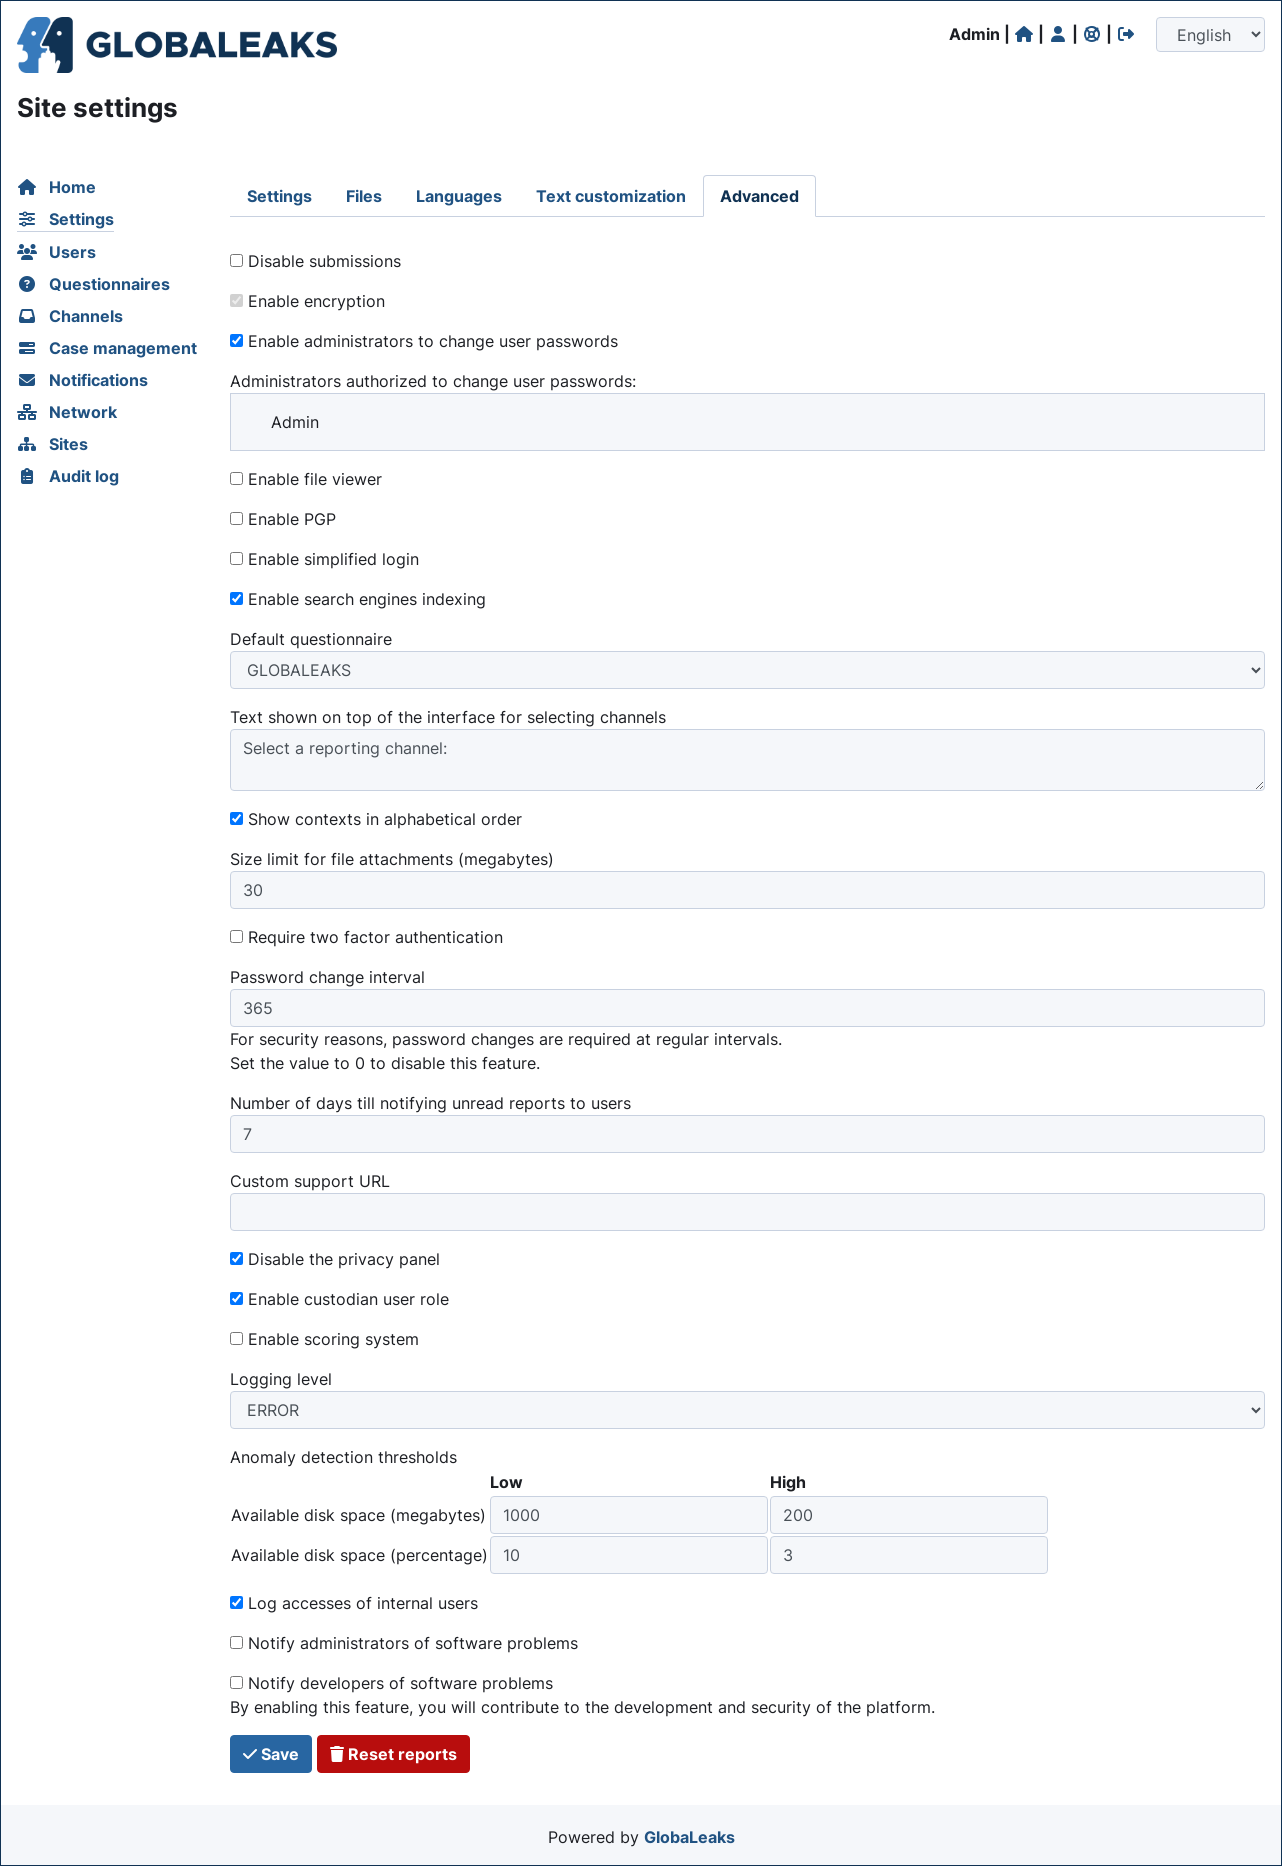 GLOBALEAKS
Admin | | | |
English
Site settings
Home
Settings
Users
Questionnaires
Channels
Case management
Notifications
Network
Sites
Audit log
Settings Files Languages Text customization Advanced
Disable submissions
Enable encryption
Enable administrators to change user passwords
Administrators authorized to change user passwords:
Admin
Enable file viewer
Enable PGP
Enable simplified login
Enable search engines indexing
Default questionnaire
GLOBALEAKS
Text shown on top of the interface for selecting channels
Select a reporting channel:
Show contexts in alphabetical order
Size limit for file attachments (megabytes)
30
Require two factor authentication
Password change interval
365
For security reasons, password changes are required at regular intervals.
Set the value to 0 to disable this feature.
Number of days till notifying unread reports to users
7
Custom support URL
Disable the privacy panel
Enable custodian user role
Enable scoring system
Logging level
ERROR
Anomaly detection thresholds
Low High
Available disk space (megabytes) 1000 200
Available disk space (percentage) 10 3
Log accesses of internal users
Notify administrators of software problems
Notify developers of software problems
By enabling this feature, you will contribute to the development and security of the platform.
Save Reset reports
Powered by GlobaLeaks